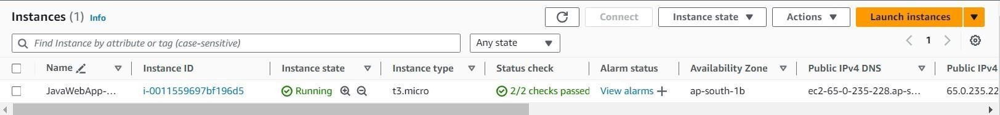 Instances (1) Info Connect Instance state Actions Launch instances
Find Instance by attribute or tag (case-sensitive) Any state 1
Name Instance ID Instance state Instance type Status check Alarm status Availability Zone Public IPv4 DNS Public IPv4
JavaWebApp-... i-0011559697bf196d5 Running t3.micro 2/2 checks passed View alarms + ap-south-1b ec2-65-0-235-228.ap-s... 65.0.235.22